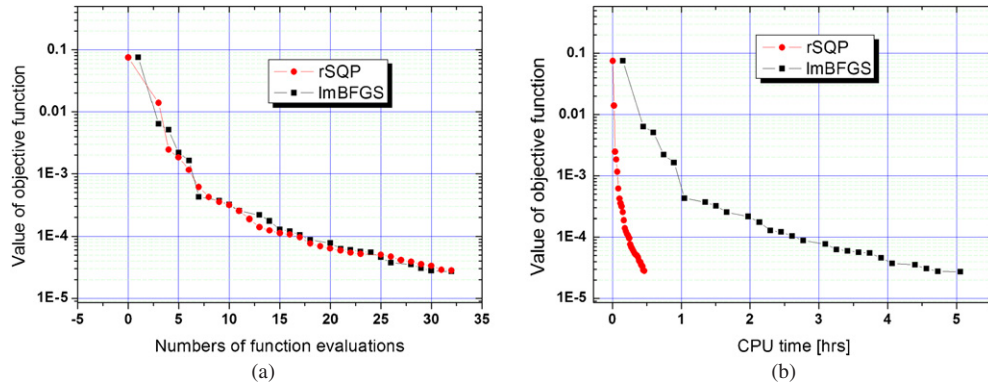 rSQP
lmBFGS
Value of objective function
0.1
0.01
1E-3
1E-4
1E-5
-5 0 5 10 15 20 25 30 35
Numbers of function evaluations
(a)
rSQP
lmBFGS
Value of objective function
0.1
0.01
1E-3
1E-4
1E-5
0 1 2 3 4 5
CPU time [hrs]
(b)